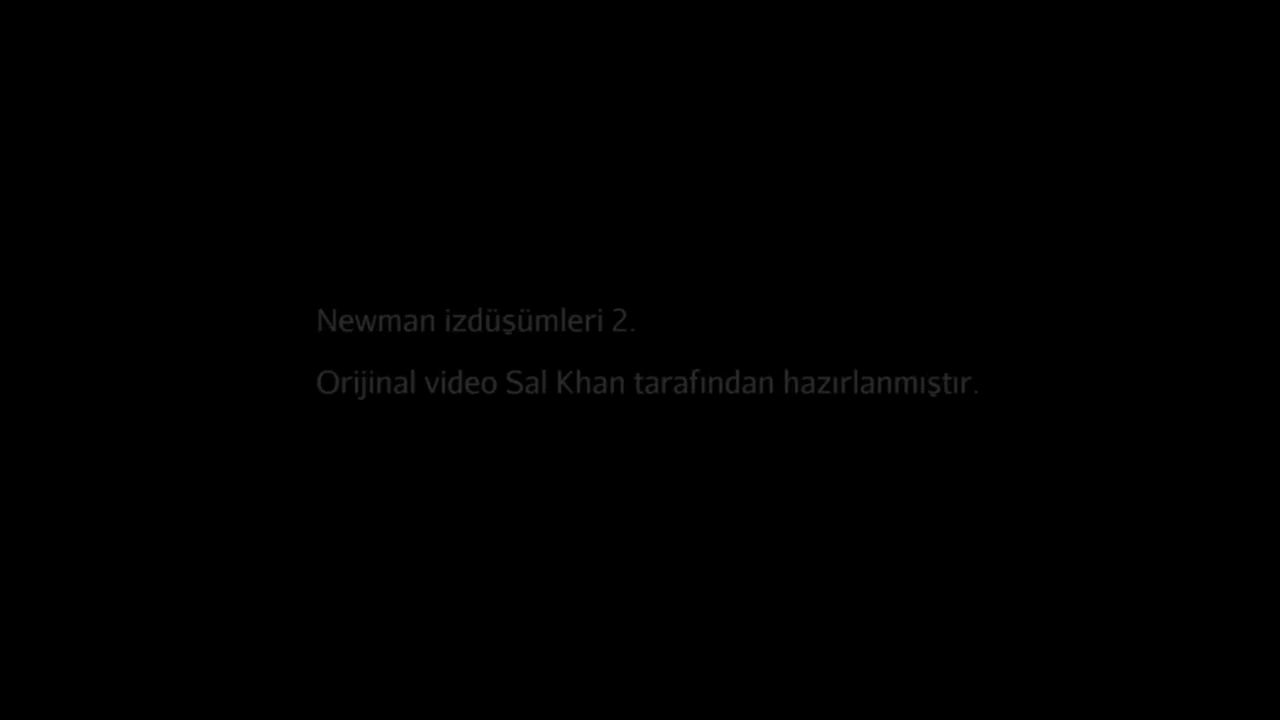 Newman izdüşümleri 2.
Orijinal video Sal Khan tarafından hazırlanmıştır.